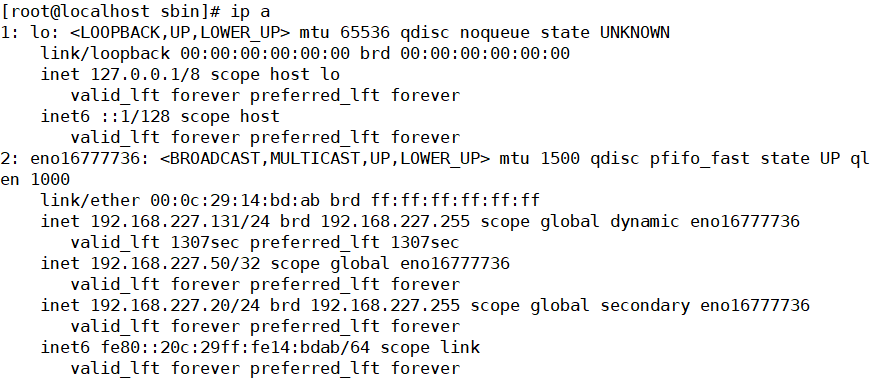 [root@localhost sbin]# ip a
1: lo: <LOOPBACK,UP,LOWER_UP> mtu 65536 qdisc noqueue state UNKNOWN
    link/loopback 00:00:00:00:00:00 brd 00:00:00:00:00:00
    inet 127.0.0.1/8 scope host lo
       valid_lft forever preferred_lft forever
    inet6 ::1/128 scope host
       valid_lft forever preferred_lft forever
2: eno16777736: <BROADCAST,MULTICAST,UP,LOWER_UP> mtu 1500 qdisc pfifo_fast state UP ql
en 1000
    link/ether 00:0c:29:14:bd:ab brd ff:ff:ff:ff:ff:ff
    inet 192.168.227.131/24 brd 192.168.227.255 scope global dynamic eno16777736
       valid_lft 1307sec preferred_lft 1307sec
    inet 192.168.227.50/32 scope global eno16777736
       valid_lft forever preferred_lft forever
    inet 192.168.227.20/24 brd 192.168.227.255 scope global secondary eno16777736
       valid_lft forever preferred_lft forever
    inet6 fe80::20c:29ff:fe14:bdab/64 scope link
       valid_lft forever preferred_lft forever